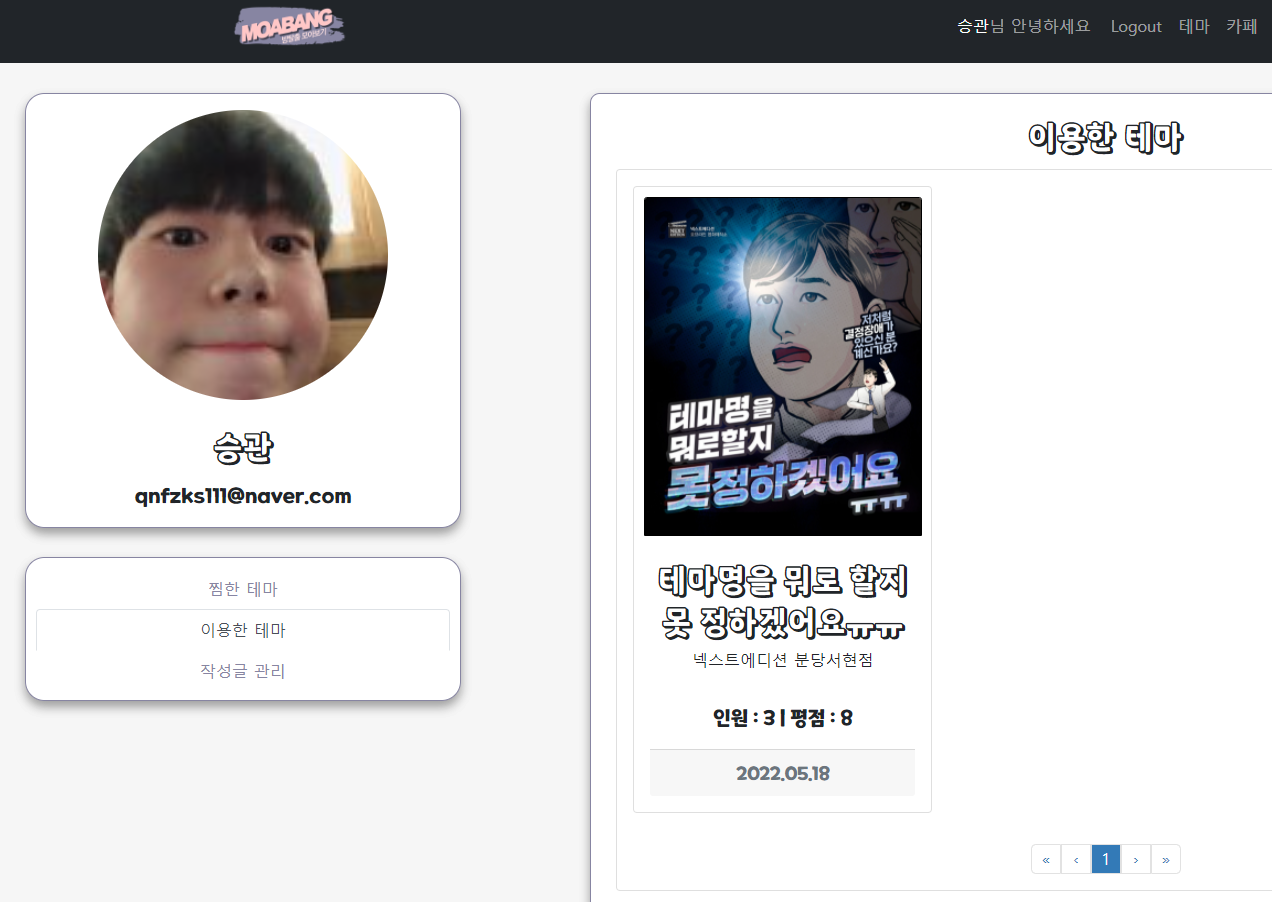 MOABANG
방탈출 모아보기
승관님 안녕하세요 Logout 테마 카페
승관
qnfzks111@naver.com
찜한 테마
이용한 테마
작성글 관리
이용한 테마
NEXT EDITION
넥스트에디션
저처럼
결정장애가
있으신 분
계신가요?
테마명을
뭐로할지
못정하겠어요
ㅠㅠ
테마명을 뭐로 할지
못 정하겠어요ㅠㅠ
넥스트에디션 분당서현점
인원 : 3 | 평점 : 8
2022.05.18
« ‹ 1 › »